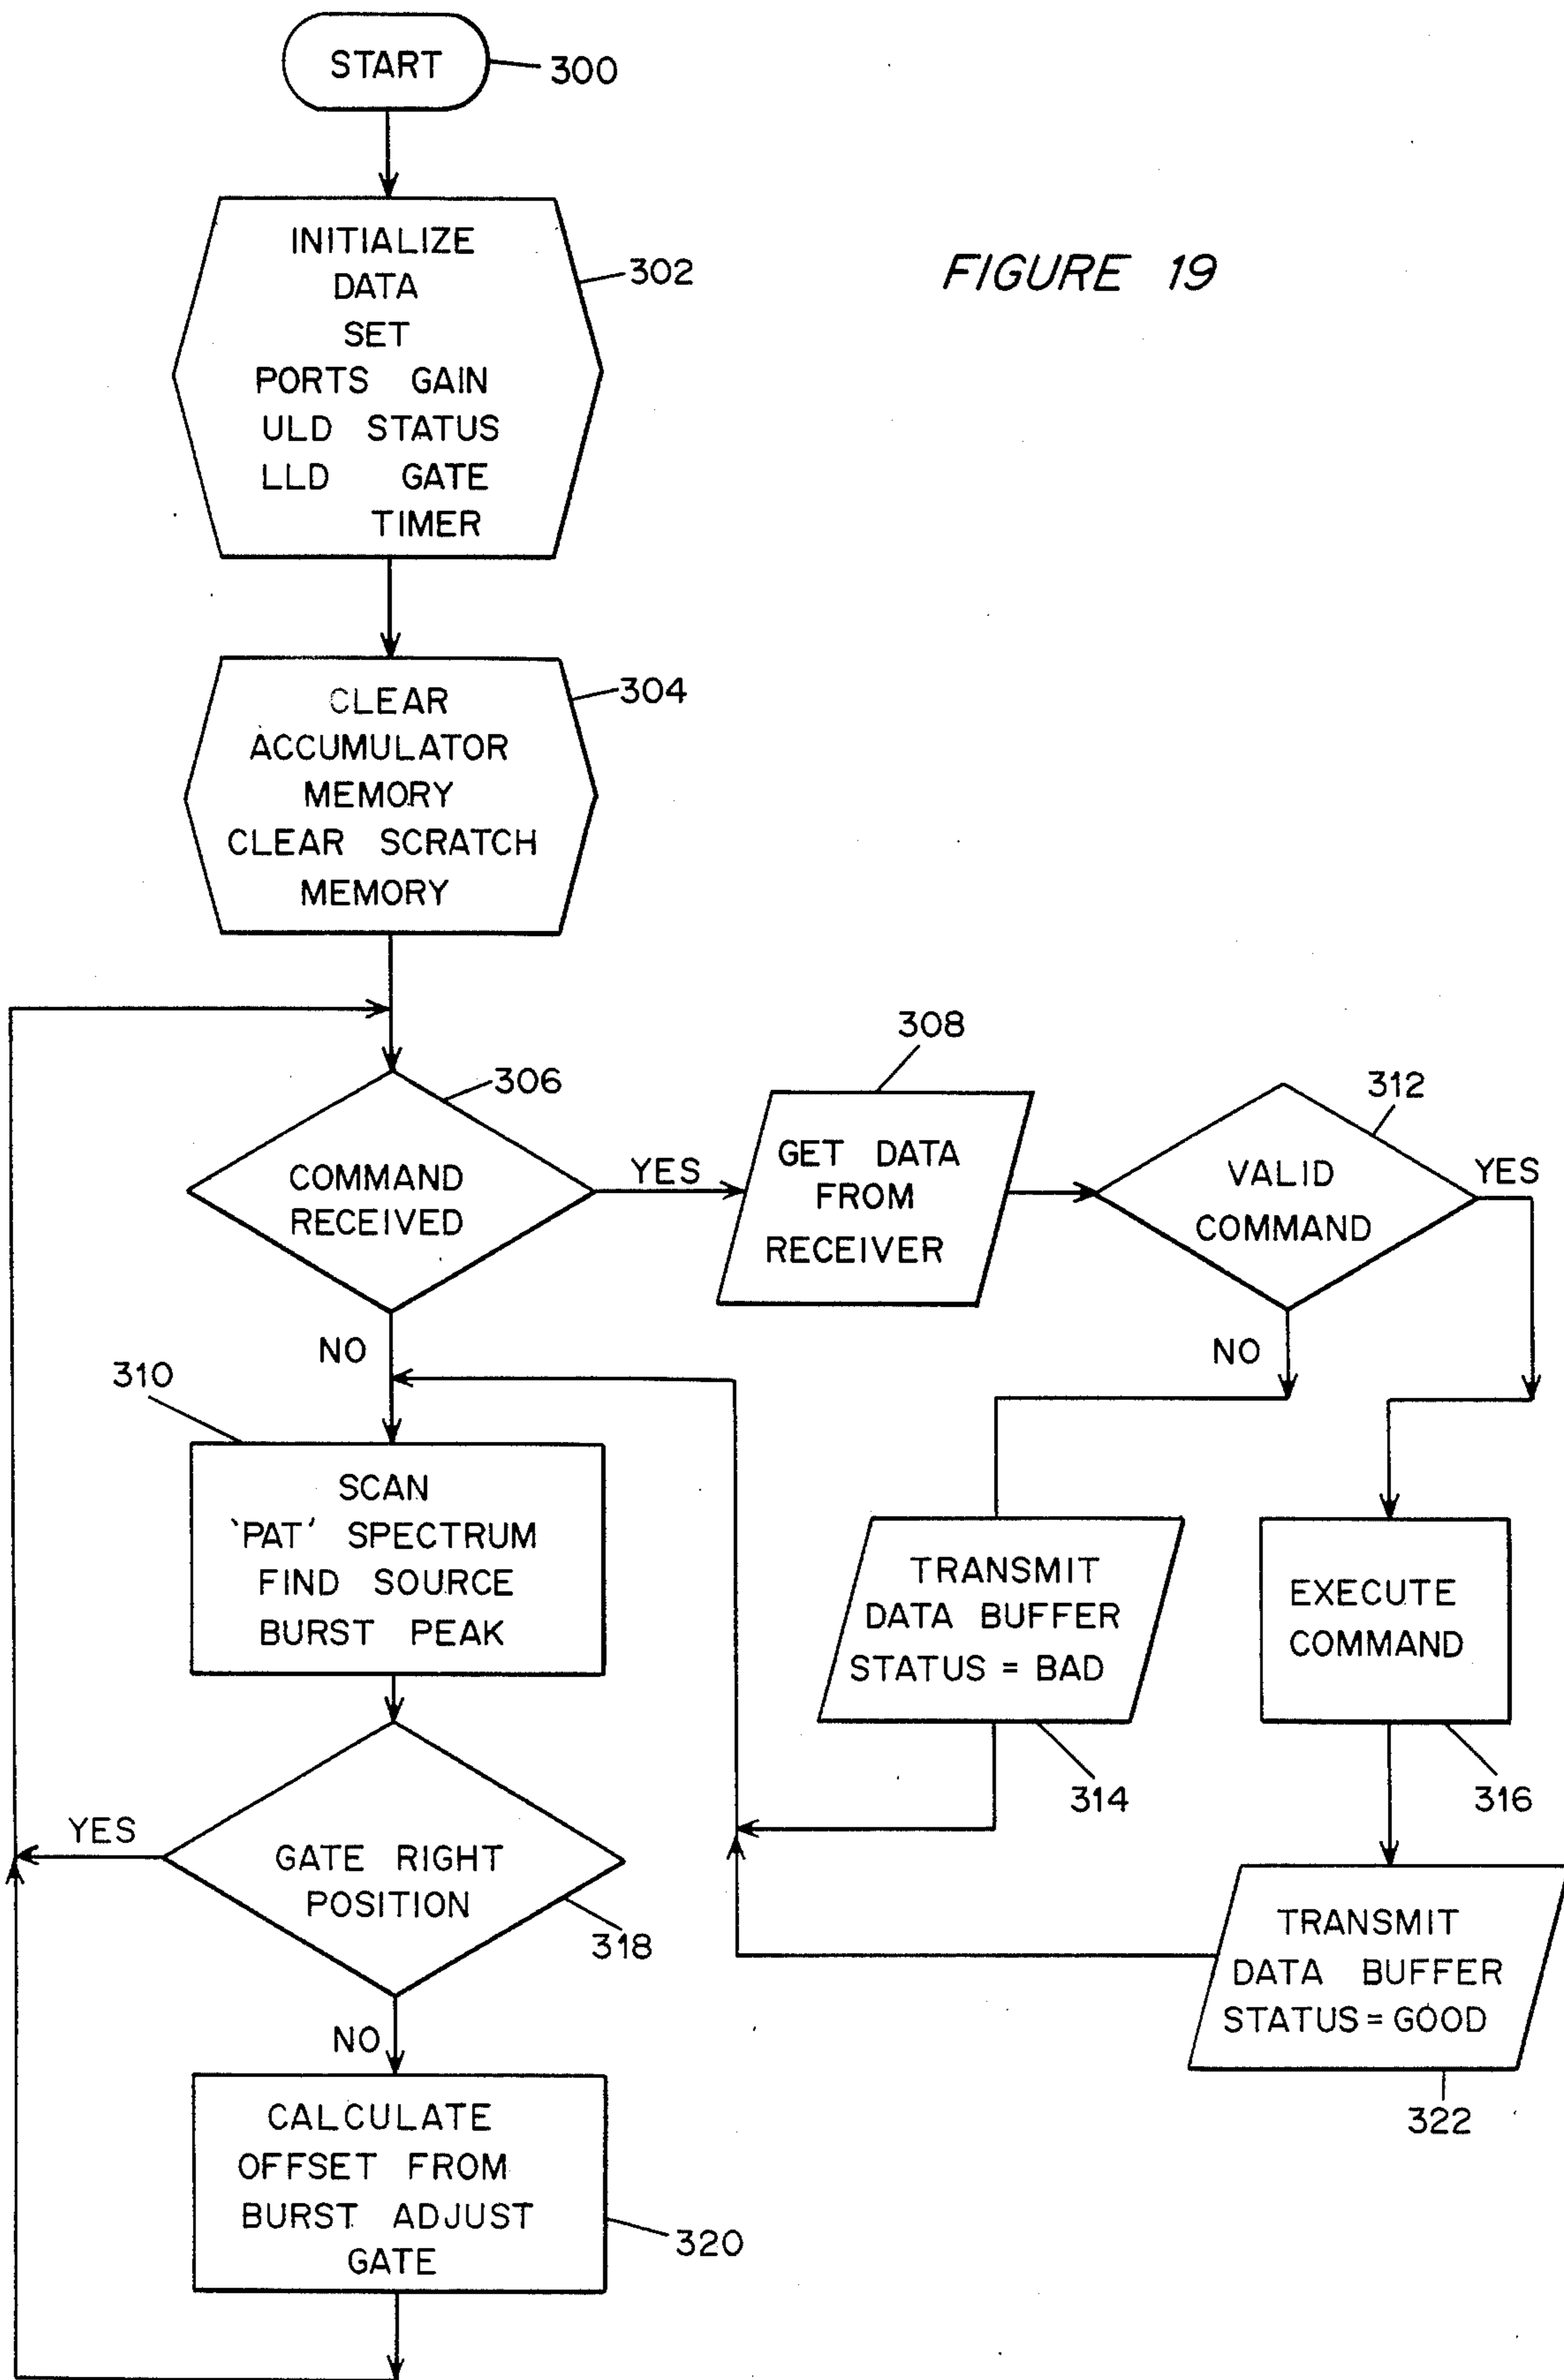 START
300
INITIALIZE
DATA
SET
PORTS GAIN
ULD STATUS
LLD GATE
TIMER
302
FIGURE 19
CLEAR
ACCUMULATOR
MEMORY
CLEAR SCRATCH
MEMORY
304
306
COMMAND
RECEIVED
YES
NO
308
GET DATA
FROM
RECEIVER
312
VALID
COMMAND
YES
NO
310
SCAN
'PAT' SPECTRUM
FIND SOURCE
BURST PEAK
TRANSMIT
DATA BUFFER
STATUS = BAD
314
EXECUTE
COMMAND
316
YES
GATE RIGHT
POSITION
318
NO
TRANSMIT
DATA BUFFER
STATUS = GOOD
322
CALCULATE
OFFSET FROM
BURST ADJUST
GATE
320